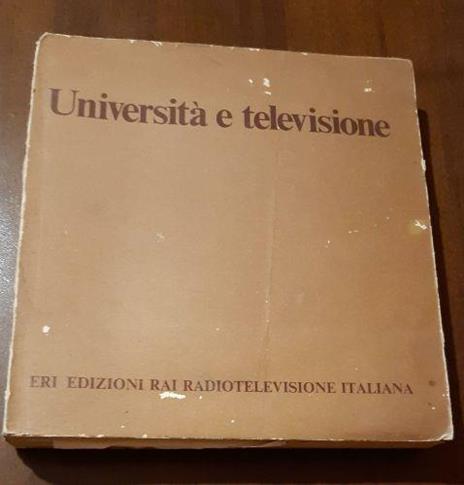 Università e televisione
ERI EDIZIONI RAI RADIOTELEVISIONE ITALIANA